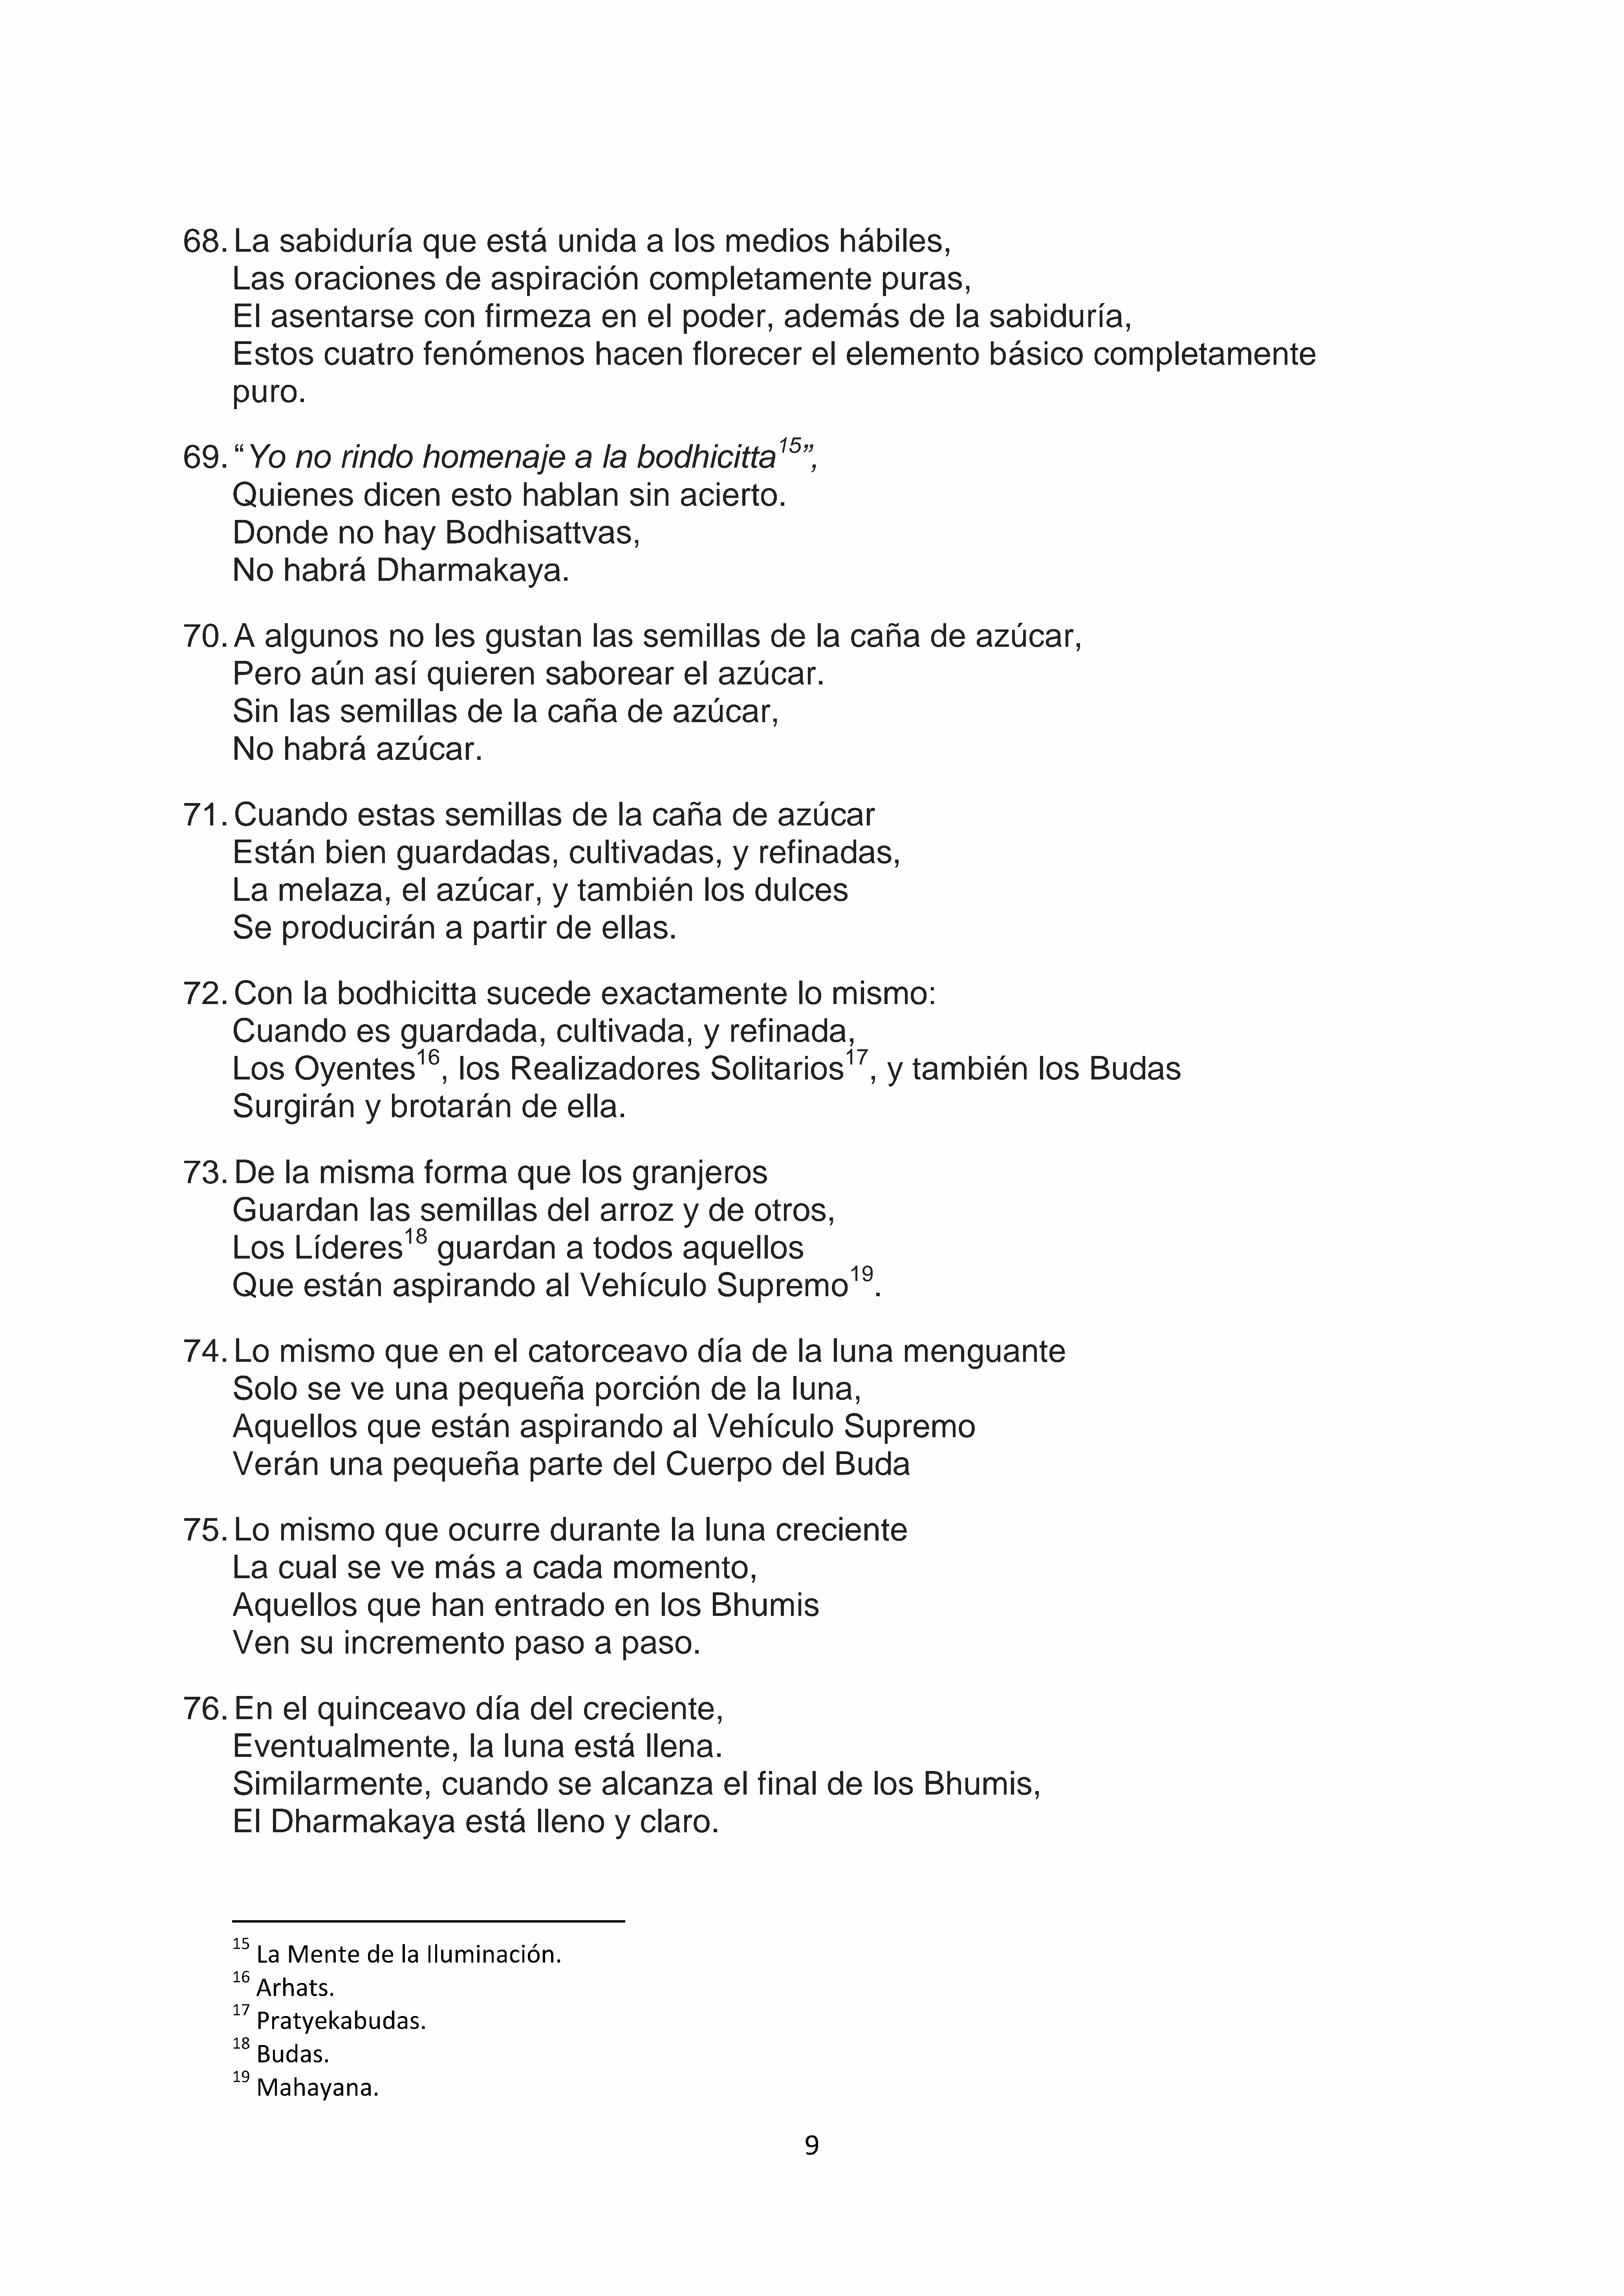 68. La sabiduría que está unida a los medios hábiles,
Las oraciones de aspiración completamente puras,
El asentarse con firmeza en el poder, además de la sabiduría,
Estos cuatro fenómenos hacen florecer el elemento básico completamente
puro.
69. “Yo no rindo homenaje a la bodhicitta15”,
Quienes dicen esto hablan sin acierto.
Donde no hay Bodhisattvas,
No habrá Dharmakaya.
70. A algunos no les gustan las semillas de la caña de azúcar,
Pero aún así quieren saborear el azúcar.
Sin las semillas de la caña de azúcar,
No habrá azúcar.
71. Cuando estas semillas de la caña de azúcar
Están bien guardadas, cultivadas, y refinadas,
La melaza, el azúcar, y también los dulces
Se producirán a partir de ellas.
72. Con la bodhicitta sucede exactamente lo mismo:
Cuando es guardada, cultivada, y refinada,
Los Oyentes16, los Realizadores Solitarios17, y también los Budas
Surgirán y brotarán de ella.
73. De la misma forma que los granjeros
Guardan las semillas del arroz y de otros,
Los Líderes18 guardan a todos aquellos
Que están aspirando al Vehículo Supremo19.
74. Lo mismo que en el catorceavo día de la luna menguante
Solo se ve una pequeña porción de la luna,
Aquellos que están aspirando al Vehículo Supremo
Verán una pequeña parte del Cuerpo del Buda
75. Lo mismo que ocurre durante la luna creciente
La cual se ve más a cada momento,
Aquellos que han entrado en los Bhumis
Ven su incremento paso a paso.
76. En el quinceavo día del creciente,
Eventualmente, la luna está llena.
Similarmente, cuando se alcanza el final de los Bhumis,
El Dharmakaya está lleno y claro.
15 La Mente de la Iluminación.
16 Arhats.
17 Pratyekabudas.
18 Budas.
19 Mahayana.
9